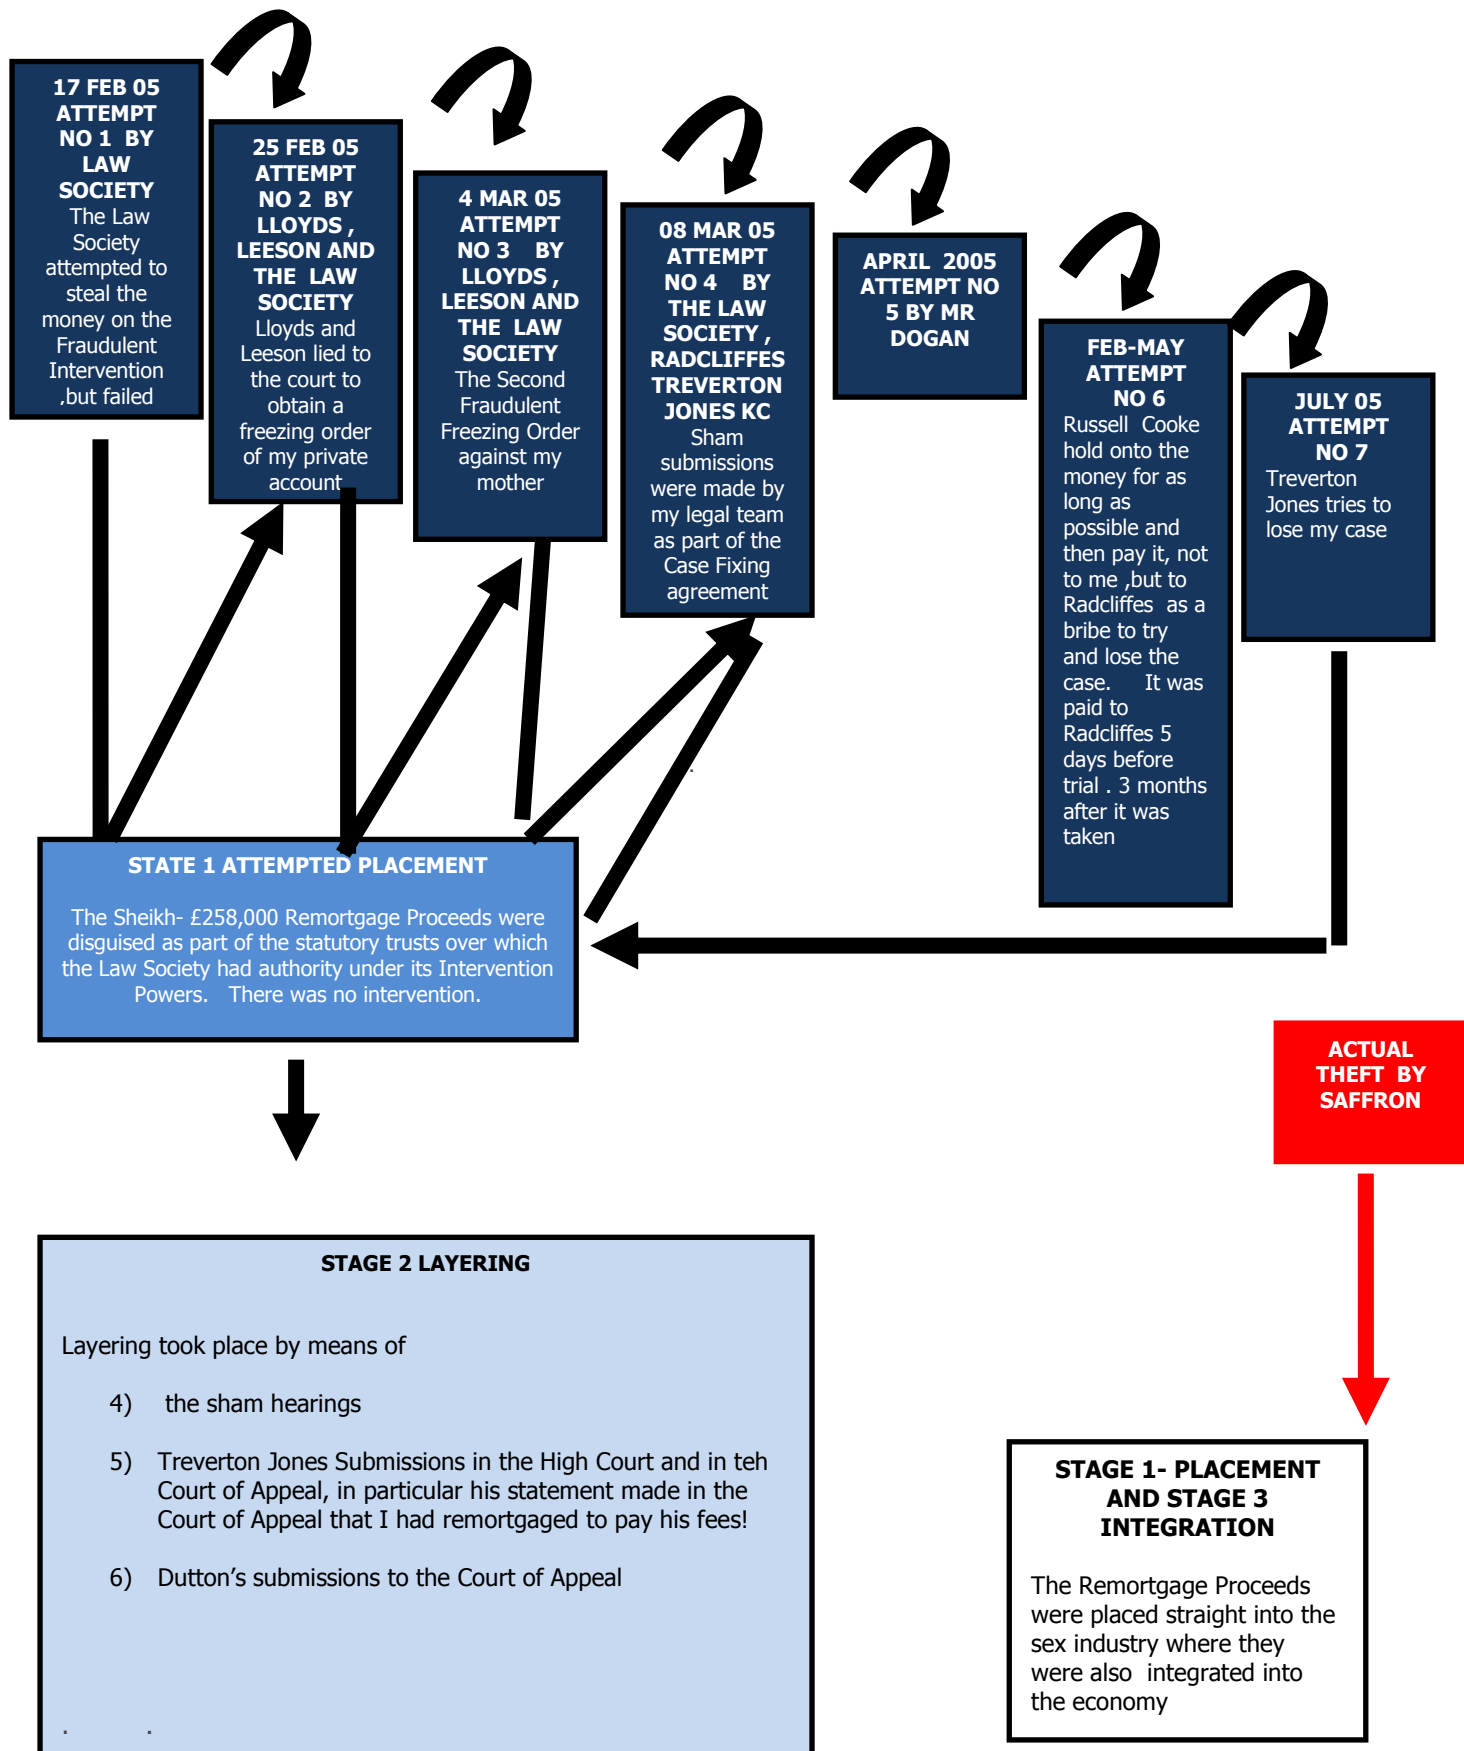 17 FEB 05
ATTEMPT
NO 1 BY
LAW
SOCIETY
The Law
Society
attempted to
steal the
money on the
Fraudulent
Intervention
,but failed
25 FEB 05
ATTEMPT
NO 2 BY
LLOYDS ,
LEESON AND
THE LAW
SOCIETY
Lloyds and
Leeson lied to
the court to
obtain a
freezing order
of my private
account
4 MAR 05
ATTEMPT
NO 3 BY
LLOYDS ,
LEESON AND
THE LAW
SOCIETY
The Second
Fraudulent
Freezing Order
against my
mother
08 MAR 05
ATTEMPT
NO 4 BY
THE LAW
SOCIETY ,
RADCLIFFES
TREVERTON
JONES KC
Sham
submissions
were made by
my legal team
as part of the
Case Fixing
agreement
APRIL 2005
ATTEMPT NO
5 BY MR
DOGAN
FEB-MAY
ATTEMPT
NO 6
Russell Cooke
hold onto the
money for as
long as
possible and
then pay it, not
to me ,but to
Radcliffes as a
bribe to try
and lose the
case. It was
paid to
Radcliffes 5
days before
trial . 3 months
after it was
taken
JULY 05
ATTEMPT
NO 7
Treverton
Jones tries to
lose my case
.
STATE 1 ATTEMPTED PLACEMENT
The Sheikh- £258,000 Remortgage Proceeds were
disguised as part of the statutory trusts over which
the Law Society had authority under its Intervention
Powers. There was no intervention.
ACTUAL
THEFT BY
SAFFRON
STAGE 2 LAYERING
Layering took place by means of
4) the sham hearings
5) Treverton Jones Submissions in the High Court and in teh
Court of Appeal, in particular his statement made in the
Court of Appeal that I had remortgaged to pay his fees!
6) Dutton’s submissions to the Court of Appeal
. .
STAGE 1- PLACEMENT
AND STAGE 3
INTEGRATION
The Remortgage Proceeds
were placed straight into the
sex industry where they
were also integrated into
the economy